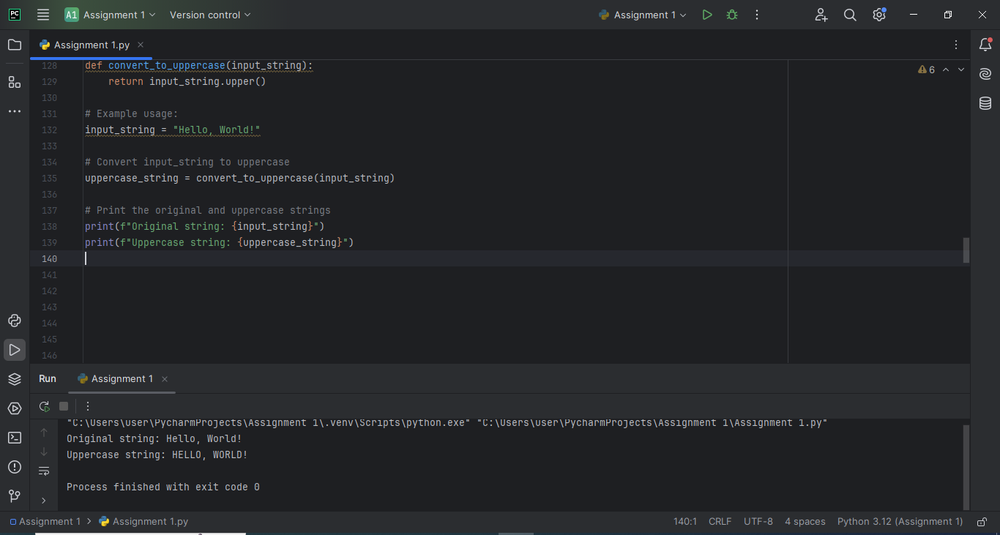 PC A1 Assignment 1 Version control Assignment 1
Assignment 1.py
6
128 def convert_to_uppercase(input_string):
129     return input_string.upper()
130
131 # Example usage:
132 input_string = "Hello, World!"
133
134 # Convert input_string to uppercase
135 uppercase_string = convert_to_uppercase(input_string)
136
137 # Print the original and uppercase strings
138 print(f"Original string: {input_string}")
139 print(f"Uppercase string: {uppercase_string}")
140
141
142
143
144
145
146
Run Assignment 1
"C:\Users\User\PycharmProjects\Assignment 1\.venv\Scripts\python.exe" "C:\Users\User\PycharmProjects\Assignment 1\Assignment 1.py"
Original string: Hello, World!
Uppercase string: HELLO, WORLD!
Process finished with exit code 0
Assignment 1 Assignment 1.py 140:1 CRLF UTF-8 4 spaces Python 3.12 (Assignment 1)